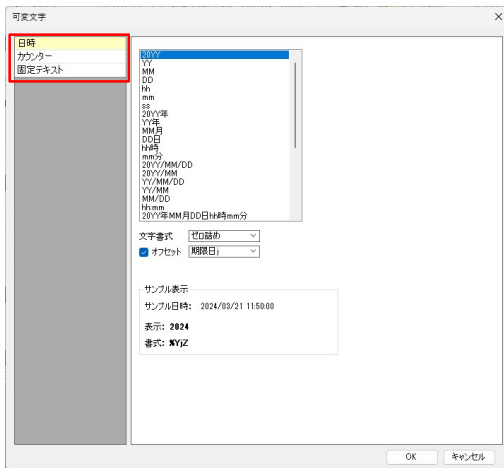 可変文字
日時
カウンター
固定テキスト
20YY
YY
MM
DD
hh
mm
ss
20YY年
YY年
MM月
DD日
hh時
mm分
20YY/MM/DD
20YY/MM
YY/MM/DD
YY/MM
MM/DD
hh:mm
20YY年MM月DD日hh時mm分
文字書式 ゼロ詰め
オフセット 期限日j
サンプル表示
サンプル日時: 2024/03/21 11:50:00
表示: 2024
書式: %YjZ
OK キャンセル